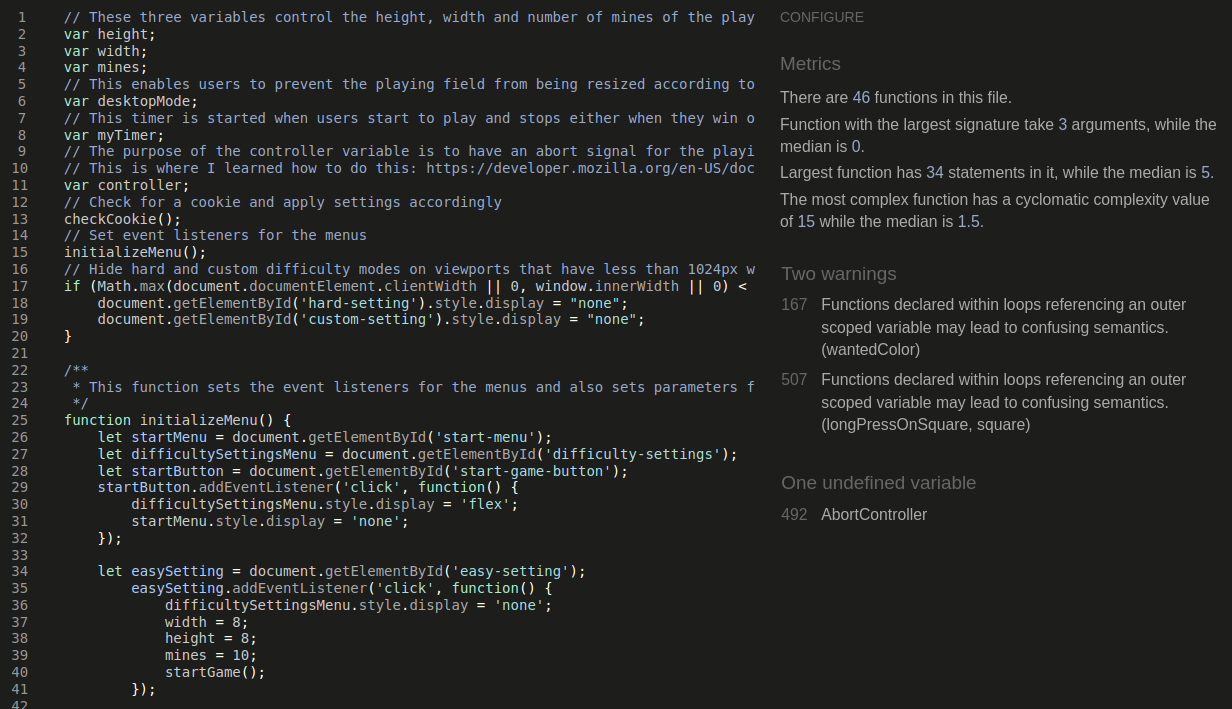 1 // These three variables control the height, width and number of mines of the play
2 var height;
3 var width;
4 var mines;
5 // This enables users to prevent the playing field from being resized according to
6 var desktopMode;
7 // This timer is started when users start to play and stops either when they win o
8 var myTimer;
9 // The purpose of the controller variable is to have an abort signal for the playi
10 // This is where I learned how to do this: https://developer.mozilla.org/en-US/doc
11 var controller;
12 // Check for a cookie and apply settings accordingly
13 checkCookie();
14 // Set event listeners for the menus
15 initializeMenu();
16 // Hide hard and custom difficulty modes on viewports that have less than 1024px w
17 if (Math.max(document.documentElement.clientWidth || 0, window.innerWidth || 0) <
18 document.getElementById('hard-setting').style.display = "none";
19 document.getElementById('custom-setting').style.display = "none";
20 }
21
22 /**
23 * This function sets the event listeners for the menus and also sets parameters f
24 */
25 function initializeMenu() {
26 let startMenu = document.getElementById('start-menu');
27 let difficultySettingsMenu = document.getElementById('difficulty-settings');
28 let startButton = document.getElementById('start-game-button');
29 startButton.addEventListener('click', function() {
30 difficultySettingsMenu.style.display = 'flex';
31 startMenu.style.display = 'none';
32 });
33
34 let easySetting = document.getElementById('easy-setting');
35 easySetting.addEventListener('click', function() {
36 difficultySettingsMenu.style.display = 'none';
37 width = 8;
38 height = 8;
39 mines = 10;
40 startGame();
41 });
42
CONFIGURE
Metrics
There are 46 functions in this file.
Function with the largest signature take 3 arguments, while the
median is 0.
Largest function has 34 statements in it, while the median is 5.
The most complex function has a cyclomatic complexity value
of 15 while the median is 1.5.
Two warnings
167 Functions declared within loops referencing an outer
scoped variable may lead to confusing semantics.
(wantedColor)
507 Functions declared within loops referencing an outer
scoped variable may lead to confusing semantics.
(longPressOnSquare, square)
One undefined variable
492 AbortController